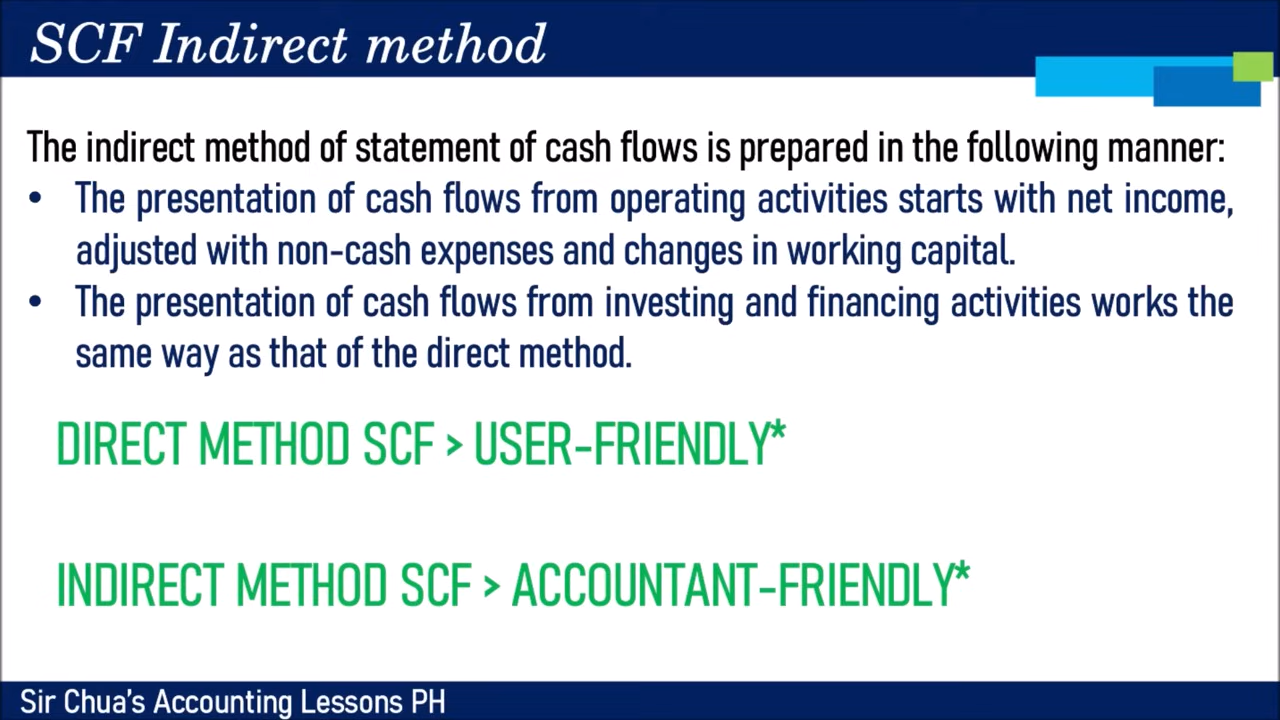 SCF Indirect method
The indirect method of statement of cash flows is prepared in the following manner:
• The presentation of cash flows from operating activities starts with net income,
adjusted with non-cash expenses and changes in working capital.
• The presentation of cash flows from investing and financing activities works the
same way as that of the direct method.
DIRECT METHOD SCF > USER-FRIENDLY*
INDIRECT METHOD SCF > ACCOUNTANT-FRIENDLY*
Sir Chua's Accounting Lessons PH